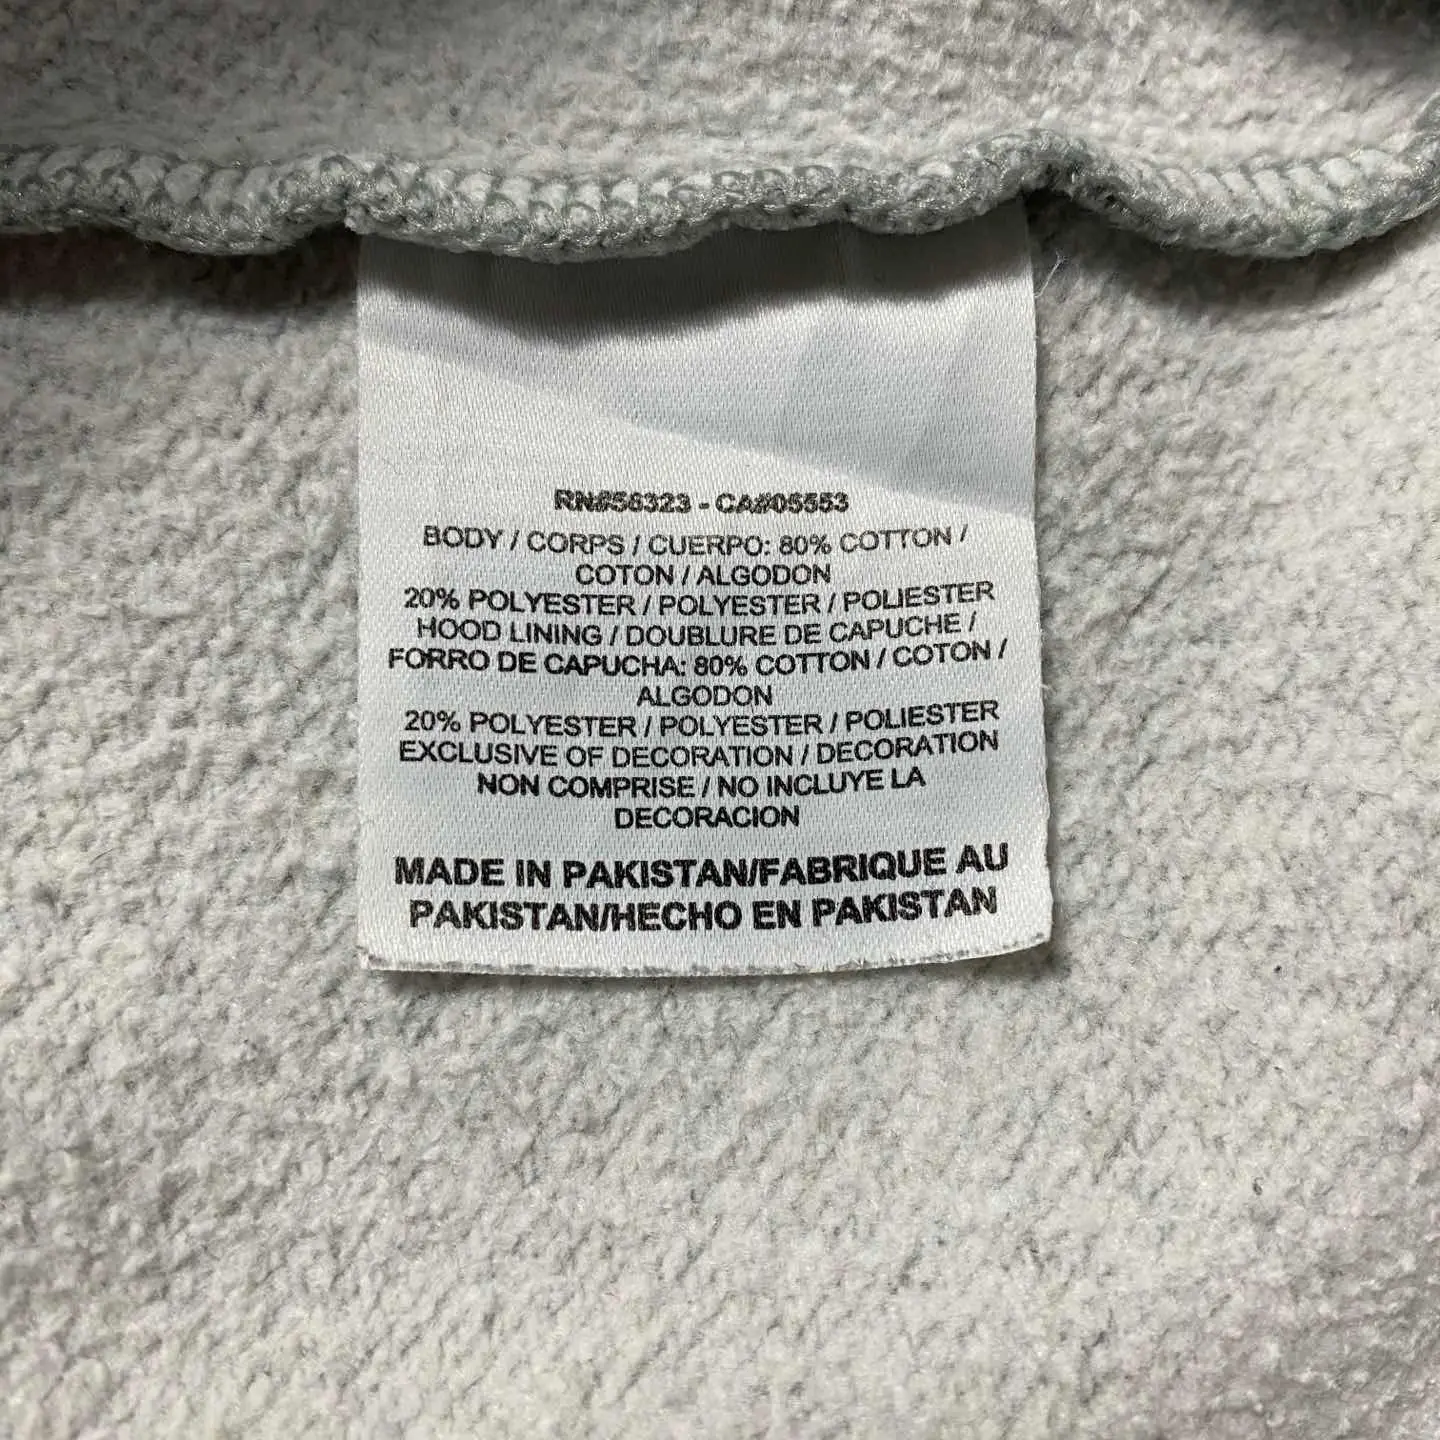 RN#56323 - CA#05553
BODY / CORPS / CUERPO: 80% COTTON /
COTON / ALGODON
20% POLYESTER / POLYESTER / POLIESTER
HOOD LINING / DOUBLURE DE CAPUCHE /
FORRO DE CAPUCHA: 80% COTTON / COTON /
ALGODON
20% POLYESTER / POLYESTER / POLIESTER
EXCLUSIVE OF DECORATION / DECORATION
NON COMPRISE / NO INCLUYE LA
DECORACION
MADE IN PAKISTAN/FABRIQUE AU
PAKISTAN/HECHO EN PAKISTAN